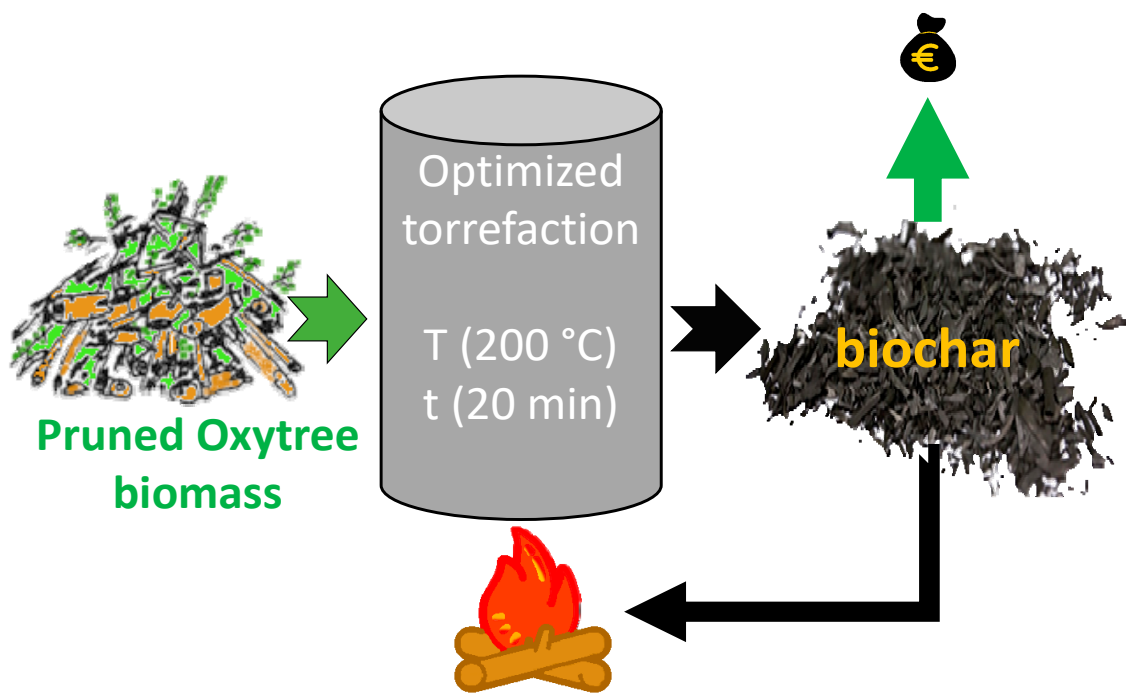 €
Optimized
torrefaction
T (200 °C)
t (20 min)
biochar
Pruned Oxytree
biomass